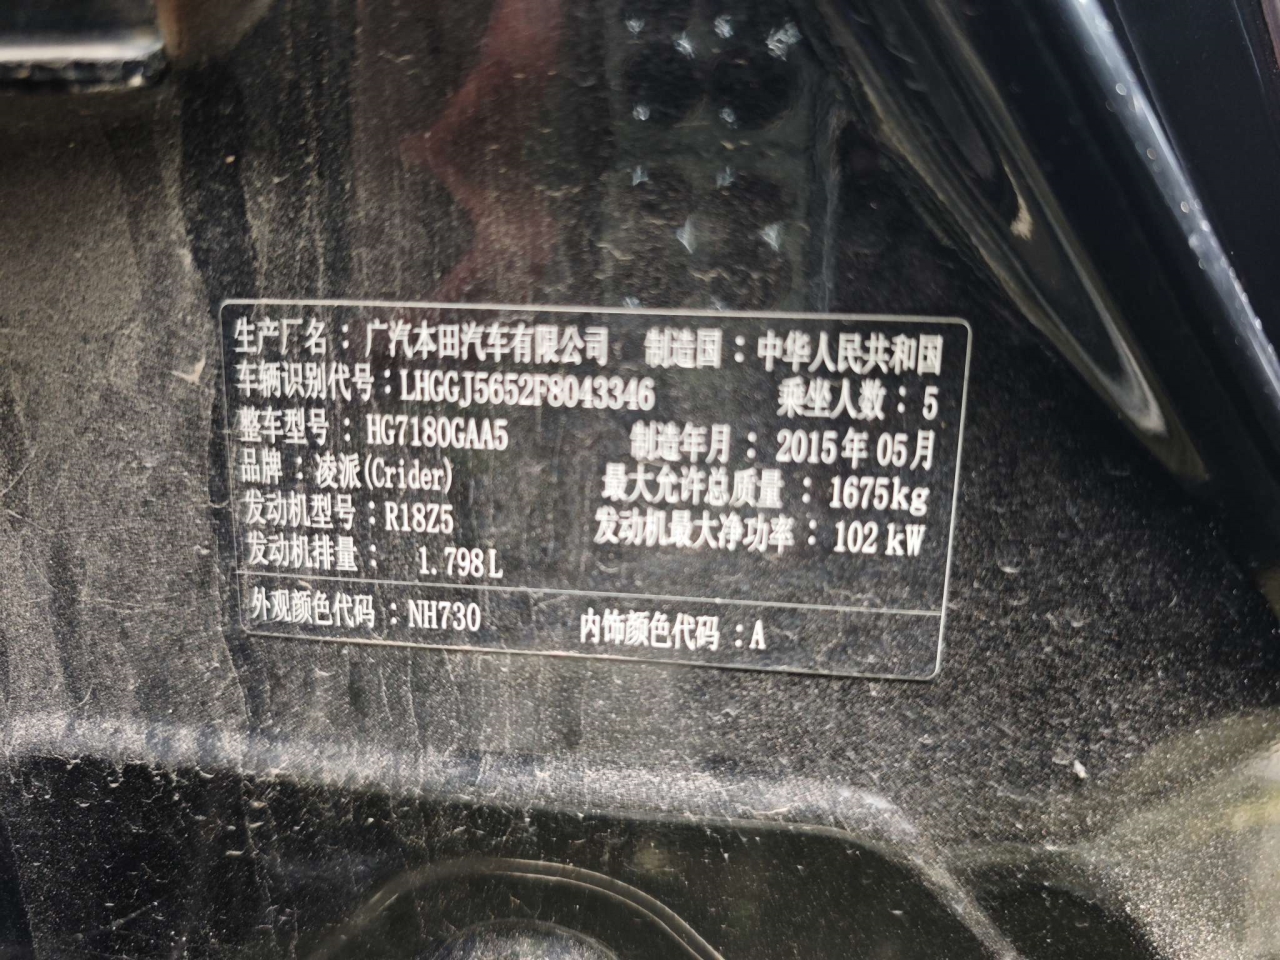 生产厂名：广汽本田汽车有限公司 制造国：中华人民共和国
车辆识别代号：LHGGJ5652F8043346 乘坐人数：5
整车型号：HG7180GAA5 制造年月：2015年05月
品牌：凌派(Crider) 最大允许总质量：1675kg
发动机型号：R18Z5 发动机最大净功率：102kW
发动机排量：1.798L
外观颜色代码：NH730 内饰颜色代码：A